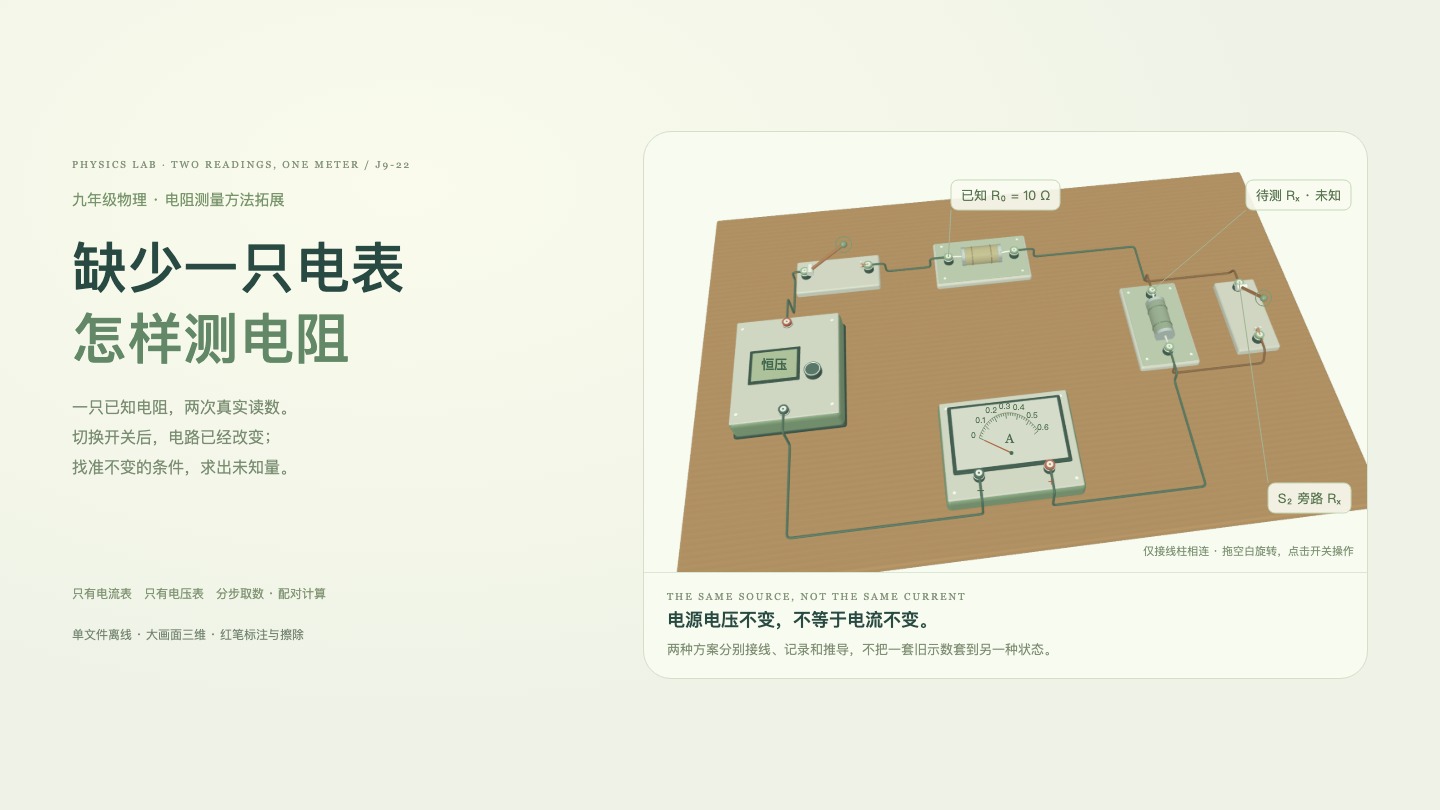 PHYSICS LAB · TWO READINGS, ONE METER / J9-22
九年级物理 · 电阻测量方法拓展
缺少一只电表
怎样测电阻
一只已知电阻，两次真实读数。
切换开关后，电路已经改变；
找准不变的条件，求出未知量。
只有电流表 只有电压表 分步取数 · 配对计算
单文件离线 · 大画面三维 · 红笔标注与擦除
已知 R₀ = 10 Ω
待测 Rₓ · 未知
恒压
0 0.1 0.2 0.3 0.4 0.5 0.6
A
− +
S₂ 旁路 Rₓ
仅接线柱相连 · 拖空白旋转，点击开关操作
THE SAME SOURCE, NOT THE SAME CURRENT
电源电压不变，不等于电流不变。
两种方案分别接线、记录和推导，不把一套旧示数套到另一种状态。